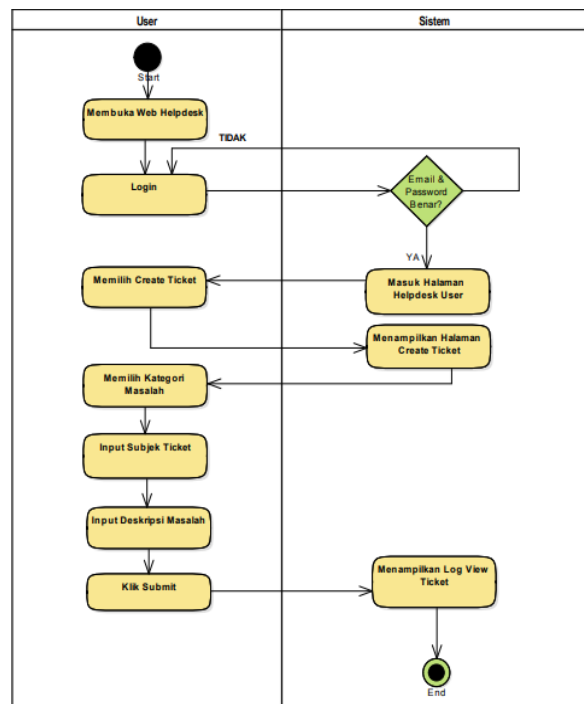 User
Sistem
Start
Membuka Web Helpdesk
TIDAK
Login
Email &
Password
Benar?
YA
Masuk Halaman
Helpdesk User
Memilih Create Ticket
Menampilkan Halaman
Create Ticket
Memilih Kategori
Masalah
Input Subjek Ticket
Input Deskripsi Masalah
Klik Submit
Menampilkan Log View
Ticket
End